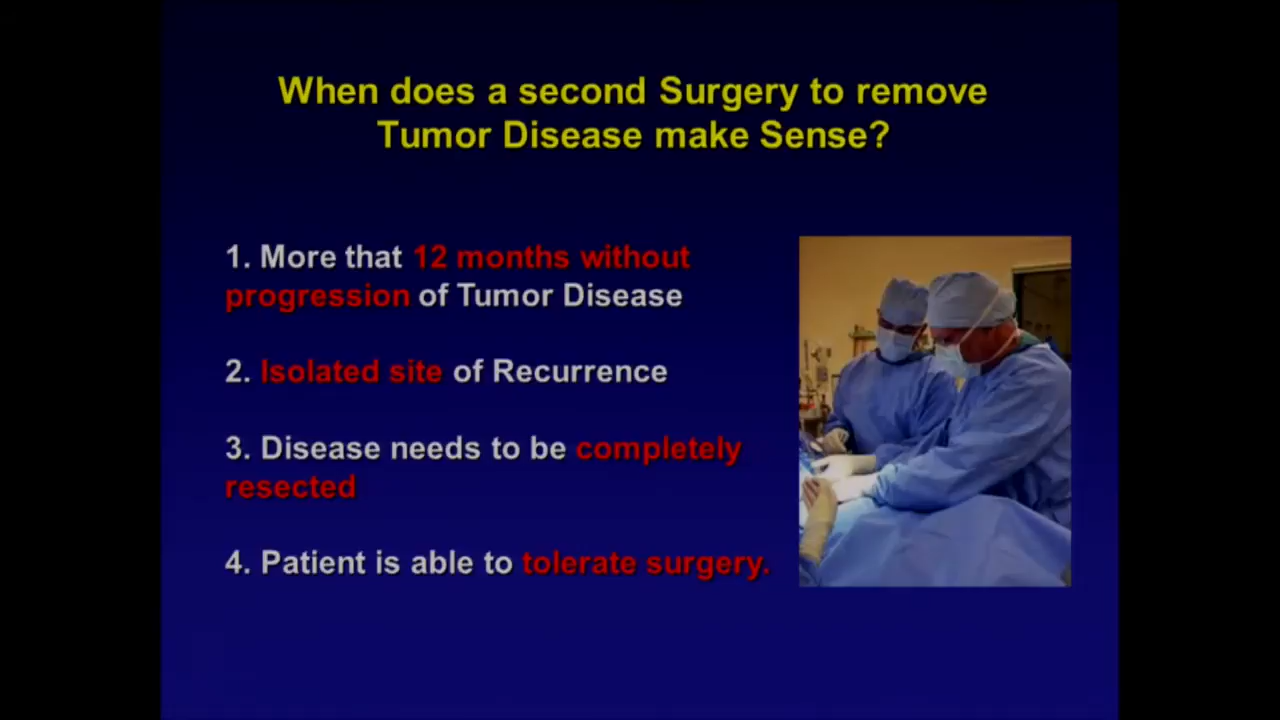 When does a second Surgery to remove
Tumor Disease make Sense?
1. More that 12 months without
progression of Tumor Disease
2. Isolated site of Recurrence
3. Disease needs to be completely
resected
4. Patient is able to tolerate surgery.